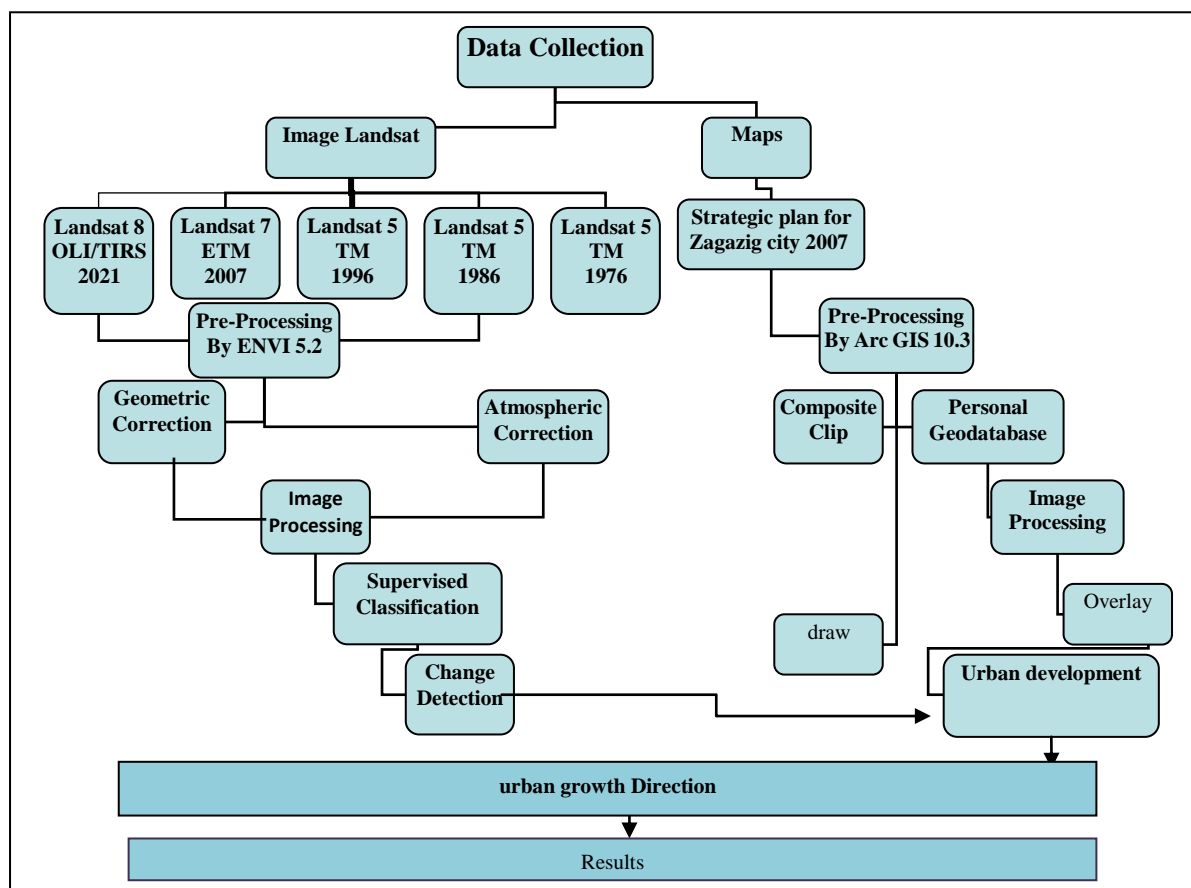 Data Collection
Image Landsat
Maps
Landsat 8
OLI/TIRS
2021
Landsat 7
ETM
2007
Landsat 5
TM
1996
Landsat 5
TM
1986
Landsat 5
TM
1976
Strategic plan for
Zagazig city 2007
Pre-Processing
By ENVI 5.2
Pre-Processing
By Arc GIS 10.3
Geometric
Correction
Atmospheric
Correction
Composite
Clip
Personal
Geodatabase
Image
Processing
Image
Processing
Supervised
Classification
Overlay
draw
Change
Detection
Urban development
urban growth Direction
Results